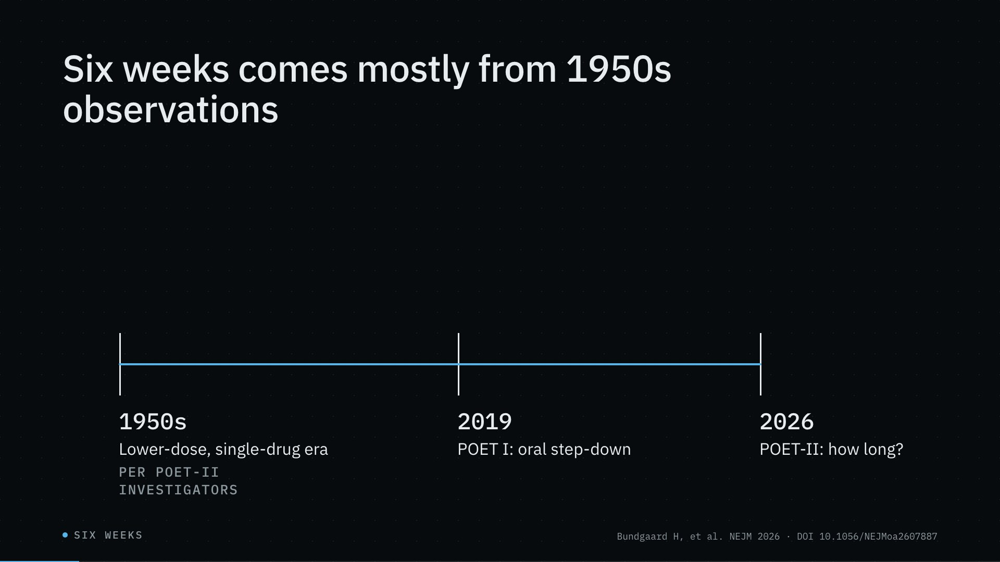 Six weeks comes mostly from 1950s
observations
1950s
Lower-dose, single-drug era
PER POET-II
INVESTIGATORS
2019
POET I: oral step-down
2026
POET-II: how long?
SIX WEEKS
Bundgaard H, et al. NEJM 2026 · DOI 10.1056/NEJMoa2607887